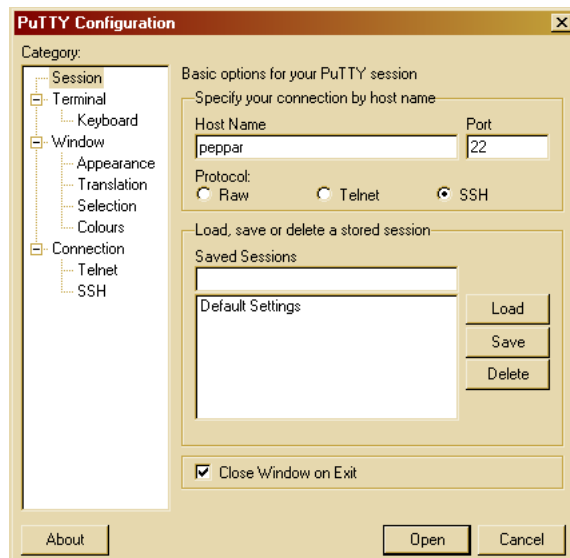 PuTTY Configuration
Category:
Session
Terminal
Keyboard
Window
Appearance
Translation
Selection
Colours
Connection
Telnet
SSH
Basic options for your PuTTY session
Specify your connection by host name
Host Name Port
peppar 22
Protocol:
Raw Telnet SSH
Load, save or delete a stored session
Saved Sessions
Default Settings
Load
Save
Delete
Close Window on Exit
About Open Cancel